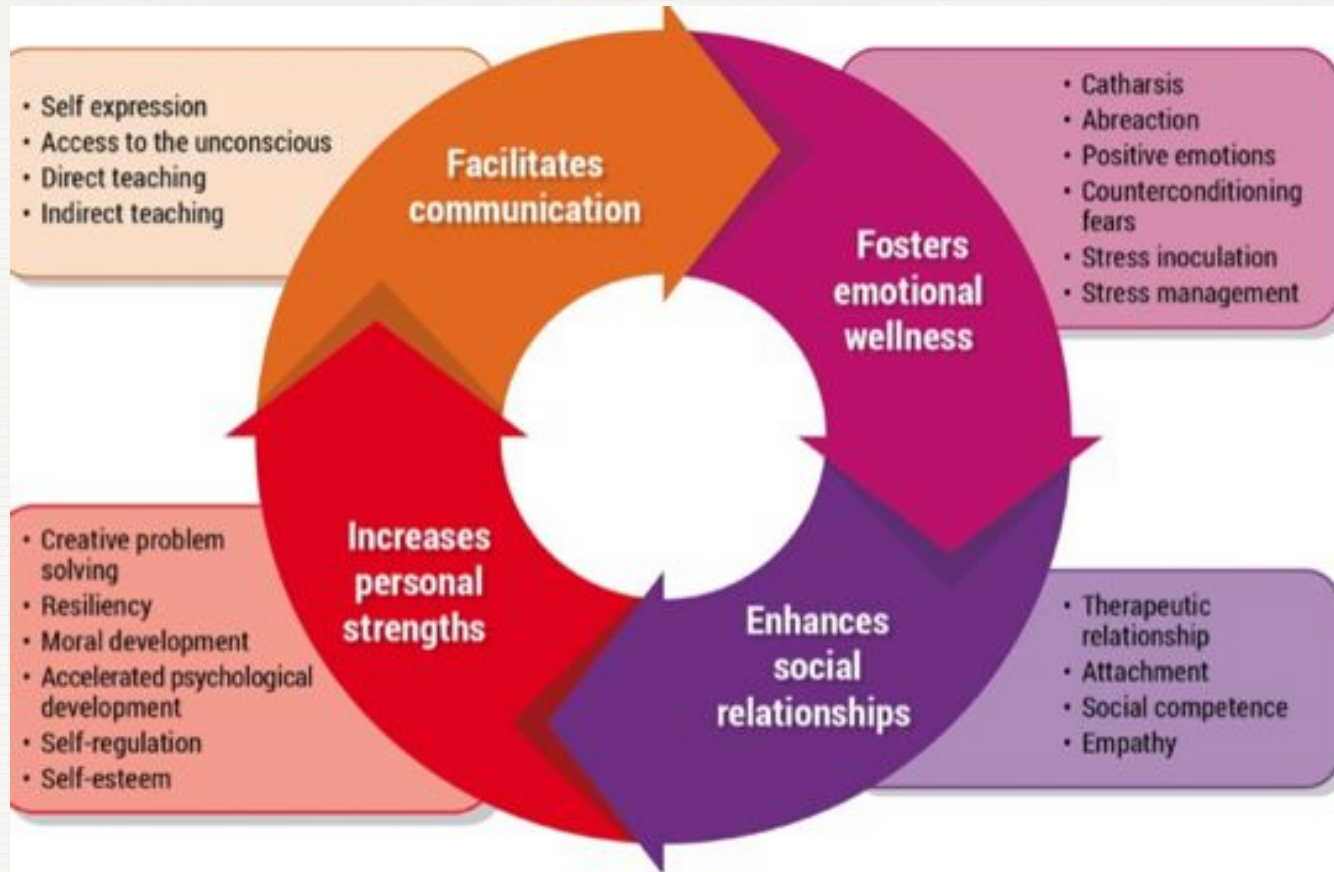 • Self expression
• Access to the unconscious
• Direct teaching
• Indirect teaching
Facilitates
communication
• Catharsis
• Abreaction
• Positive emotions
• Counterconditioning
fears
• Stress inoculation
• Stress management
Fosters
emotional
wellness
• Creative problem
solving
• Resiliency
• Moral development
• Accelerated psychological
development
• Self-regulation
• Self-esteem
Increases
personal
strengths
Enhances
social
relationships
• Therapeutic
relationship
• Attachment
• Social competence
• Empathy